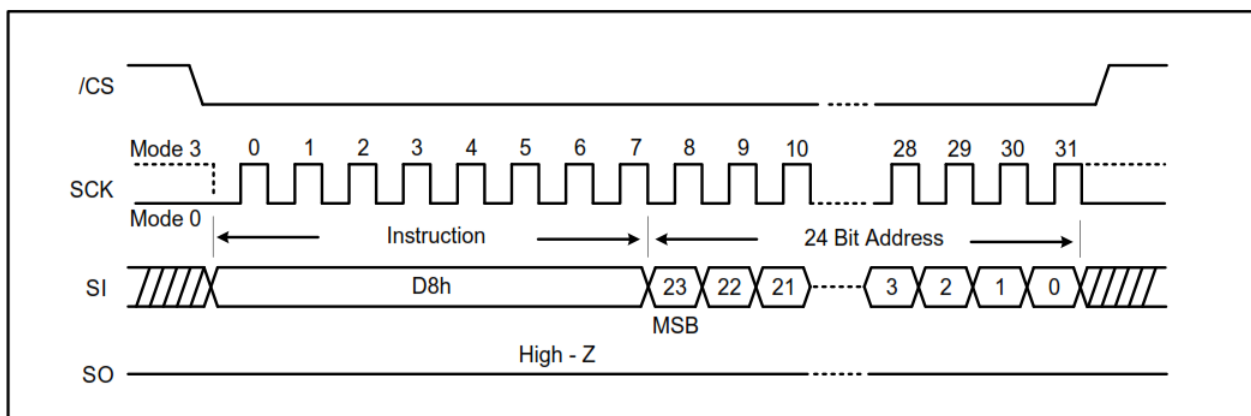 /CS
Mode 3 0 1 2 3 4 5 6 7 8 9 10 28 29 30 31
SCK
Mode 0
Instruction 24 Bit Address
SI D8h 23 22 21 3 2 1 0
MSB
High - Z
SO